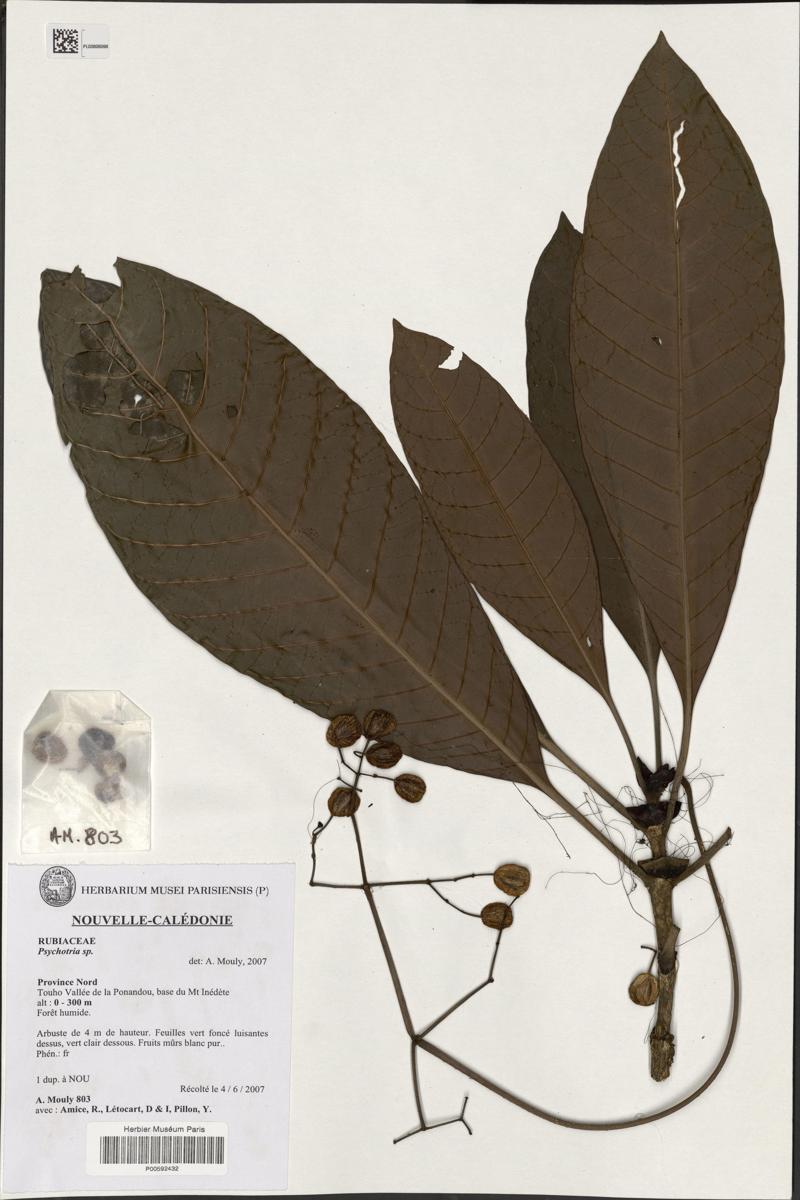 A.M. 803
HERBARIUM MUSEI PARISIENSIS (P)
NOUVELLE-CALÉDONIE
RUBIACEAE
Psychotria sp.
det: A. Mouly, 2007
Province Nord
Touho Vallée de la Ponandou, base du Mt Inédète
alt : 0 - 300 m
Forêt humide.
Arbuste de 4 m de hauteur. Feuilles vert foncé luisantes
dessus, vert clair dessous. Fruits mûrs blanc pur..
Phén.: fr
1 dup. à NOU
Récolté le 4 / 6 / 2007
A. Mouly 803
avec : Amice, R., Létocart, D & I, Pillon, Y.
Herbier Muséum Paris
P00592432